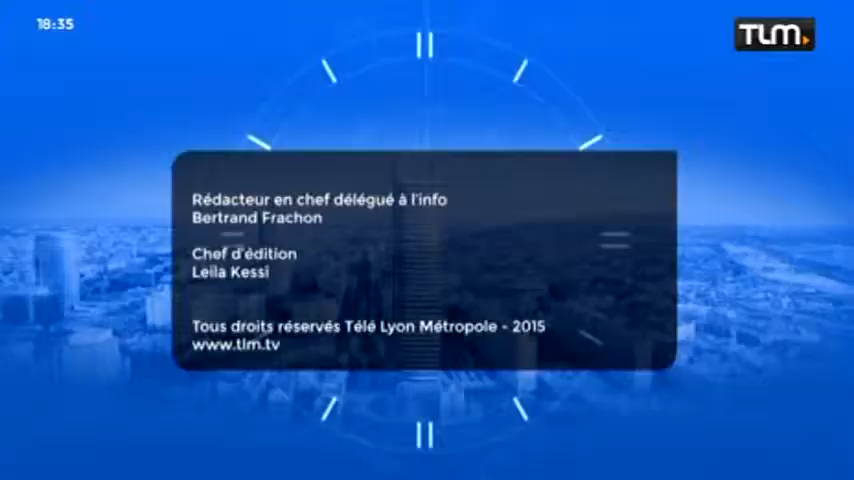 18:35
TLM
Rédacteur en chef délégué à l'info
Bertrand Frachon
Chef d'édition
Leïla Kessi
Tous droits réservés Télé Lyon Métropole - 2015
www.tlm.tv